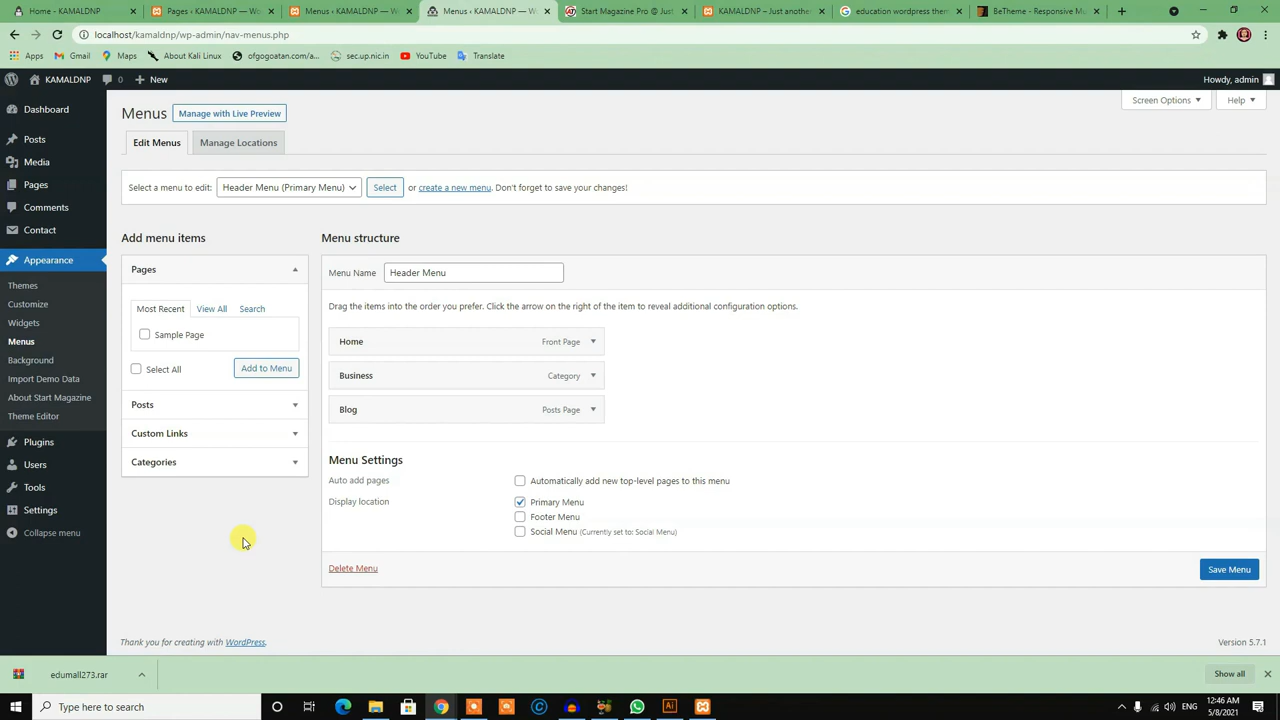 Home ‹ KAMALDNP
Pages ‹ KAMALDNP — Wo
Menus ‹ KAMALDNP — W
Menus ‹ KAMALDNP — W
Start Magazine Pro @ Just
KAMALDNP – Just anothe
education wordpress them
BeTheme - Responsive Mu
localhost/kamaldnp/wp-admin/nav-menus.php
Apps
Gmail
Maps
About Kali Linux
ofgogoatan.com/a...
sec.up.nic.in
YouTube
Translate
KAMALDNP
0
New
Howdy, admin
Dashboard
Posts
Media
Pages
Comments
Contact
Appearance
Themes
Customize
Widgets
Menus
Background
Import Demo Data
About Start Magazine
Theme Editor
Plugins
Users
Tools
Settings
Collapse menu
Menus
Manage with Live Preview
Screen Options
Help
Edit Menus
Manage Locations
Select a menu to edit:
Header Menu (Primary Menu)
Select
or create a new menu. Don't forget to save your changes!
Add menu items
Pages
Most Recent
View All
Search
Sample Page
Select All
Add to Menu
Posts
Custom Links
Categories
Menu structure
Menu Name
Header Menu
Drag the items into the order you prefer. Click the arrow on the right of the item to reveal additional configuration options.
Home
Front Page
Business
Category
Blog
Posts Page
Menu Settings
Auto add pages
Automatically add new top-level pages to this menu
Display location
Primary Menu
Footer Menu
Social Menu (Currently set to: Social Menu)
Delete Menu
Save Menu
Thank you for creating with WordPress.
Version 5.7.1
edumall273.rar
Show all
Type here to search
12:46 AM
5/8/2021